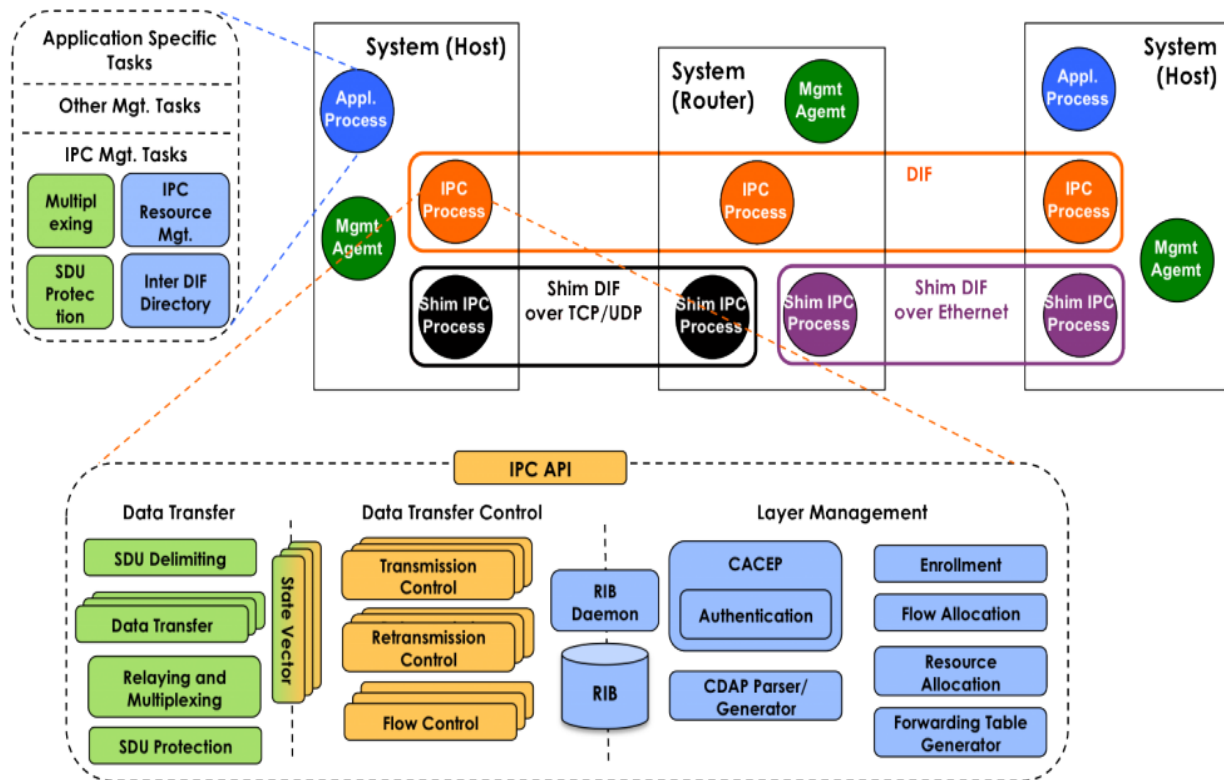 Application Specific
Tasks
Other Mgt. Tasks
IPC Mgt. Tasks
Multipl
exing
IPC
Resource
Mgt.
SDU
Protec
tion
Inter DIF
Directory
System (Host)
Appl.
Process
Mgmt
Agemt
IPC
Process
Shim IPC
Process
Shim DIF
over TCP/UDP
System
(Router)
Mgmt
Agemt
IPC
Process
Shim IPC
Process
Shim IPC
Process
DIF
Shim DIF
over Ethernet
System
(Host)
Appl.
Process
IPC
Process
Mgmt
Agemt
Shim IPC
Process
IPC API
Data Transfer
SDU Delimiting
Data Transfer
Relaying and
Multiplexing
SDU Protection
State Vector
Data Transfer Control
Transmission
Control
Retransmission
Control
Flow Control
RIB
Daemon
RIB
Layer Management
CACEP
Authentication
CDAP Parser/
Generator
Enrollment
Flow Allocation
Resource
Allocation
Forwarding Table
Generator